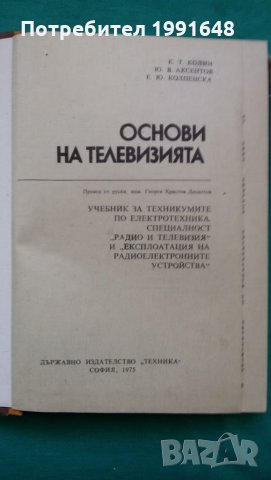 Потребител 1991648
К. Т. КОЛИН
Ю. В. АКСЕНТОВ
Е. Ю. КОЛПЕНСКА
ОСНОВИ
НА ТЕЛЕВИЗИЯТА
Превод от руски, инж. Георги Христов
УЧЕБНИК ЗА ТЕХНИКУМИТЕ
ПО ЕЛЕКТРОТЕХНИКА,
СПЕЦИАЛНОСТ
„РАДИО И ТЕЛЕВИЗИЯ“
И „ЕКСПЛОАТАЦИЯ НА
РАДИОЕЛЕКТРОННИТЕ
УСТРОЙСТВА“
ДЪРЖАВНО ИЗДАТЕЛСТВО „ТЕХНИКА“
СОФИЯ, 1975
BAZAR